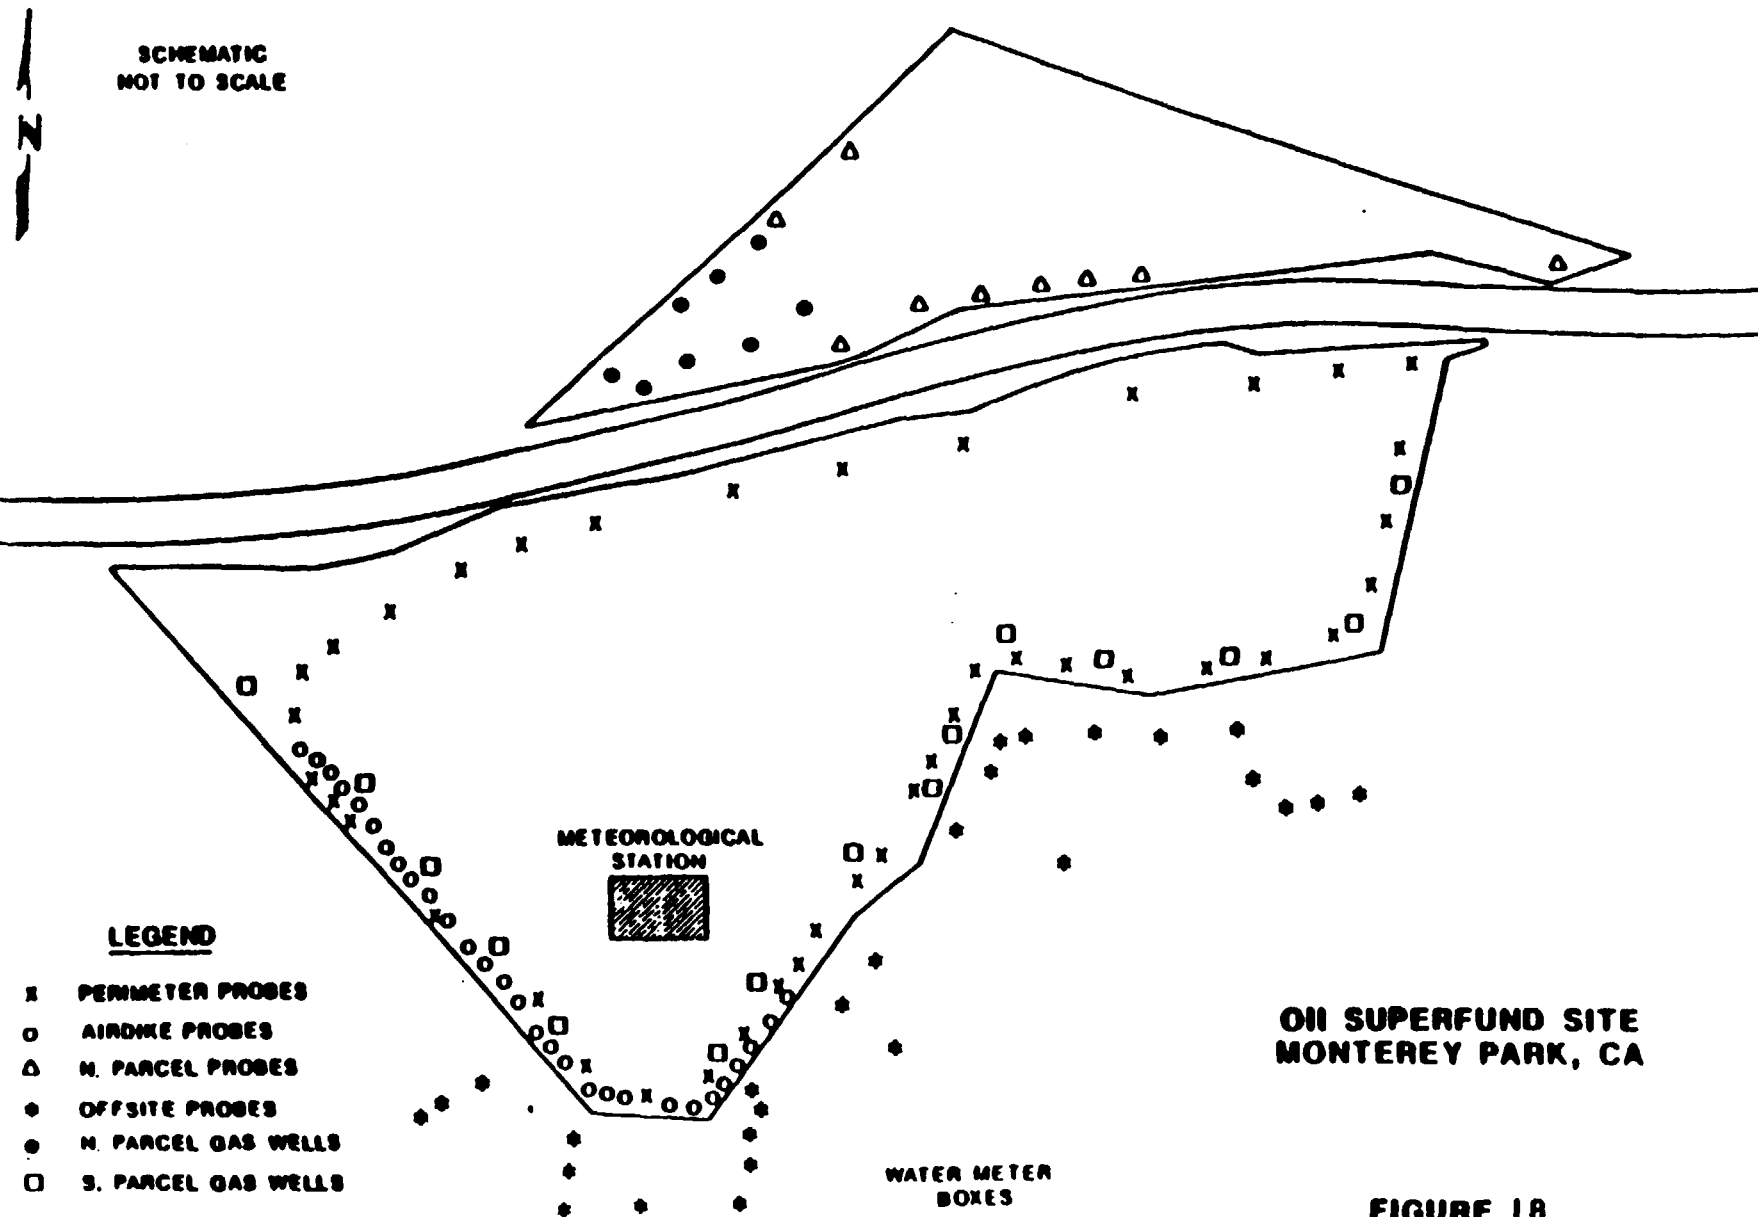 SCHEMATIC
NOT TO SCALE
N
METEOROLOGICAL
STATION
LEGEND
PERIMETER PROBES
AIRDIKE PROBES
N. PARCEL PROBES
OFFSITE PROBES
N. PARCEL GAS WELLS
S. PARCEL GAS WELLS
OII SUPERFUND SITE
MONTEREY PARK, CA
WATER METER
BOXES
FIGURE 18